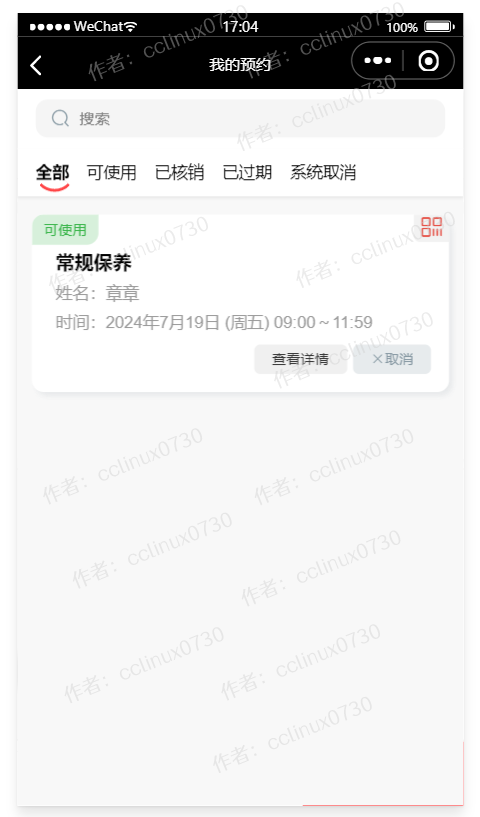 WeChat 17:04 100%
我的预约
搜索
全部 可使用 已核销 已过期 系统取消
可使用
常规保养
姓名：章章
时间：2024年7月19日 (周五) 09:00 ~ 11:59
查看详情 ×取消
作者：cclinux0730
作者：cclinux0730
作者：cclinux0730
作者：cclinux0730
作者：cclinux0730
作者：cclinux0730
作者：cclinux0730
作者：cclinux0730
作者：cclinux0730
作者：cclinux0730
作者：cclinux0730
作者：cclinux0730
作者：cclinux0730